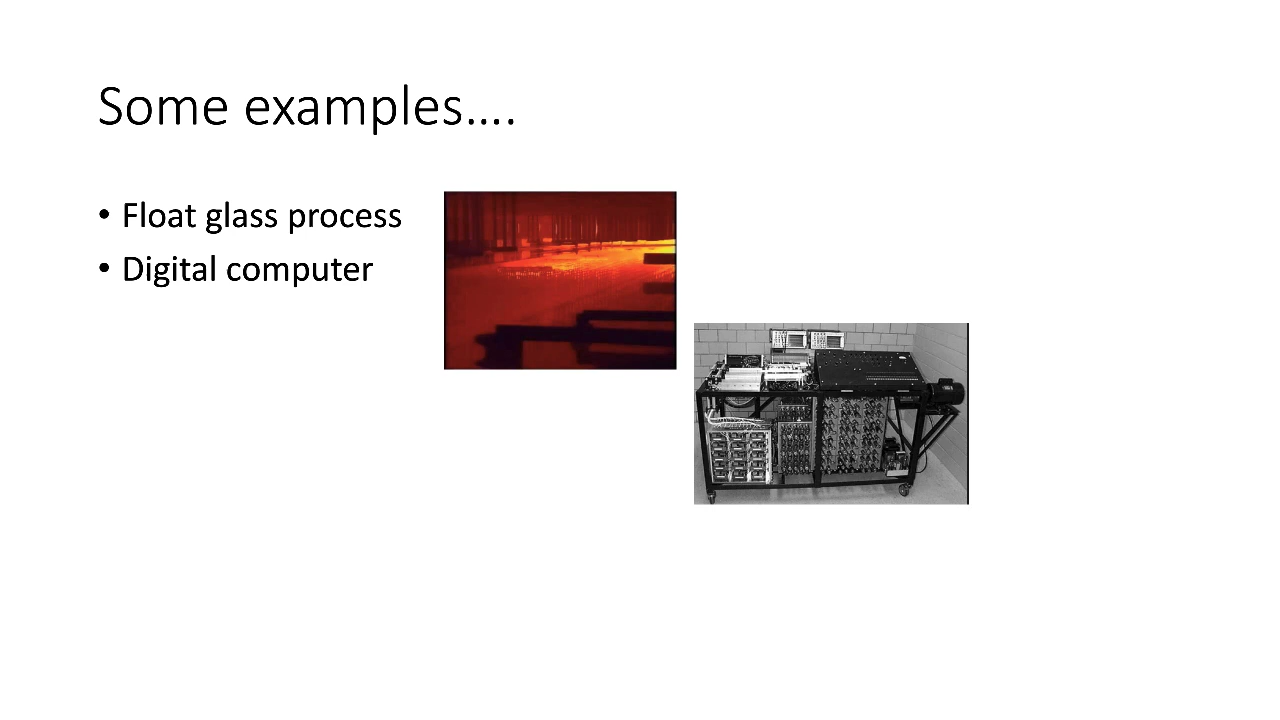 Some examples....
• Float glass process
• Digital computer